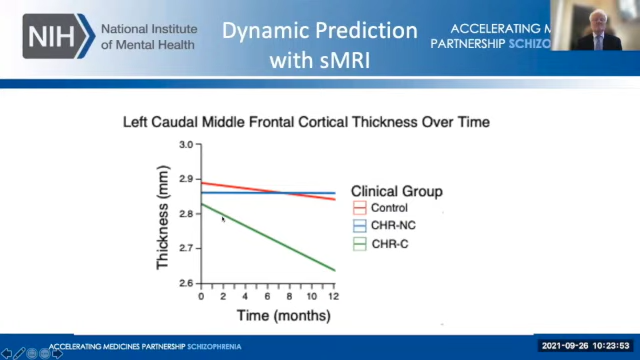 NIH
National Institute
of Mental Health
Dynamic Prediction
with sMRI
ACCELERATING
PARTNERSHIP
Left Caudal Middle Frontal Cortical Thickness Over Time
3.0
2.9
2.8
2.7
2.6
Thickness (mm)
0 2 4 6 8 10 12
Time (months)
Clinical Group
Control
CHR-NC
CHR-C
ACCELERATING MEDICINES PARTNERSHIP SCHIZOPHRENIA
2021-09-26 10:23:53